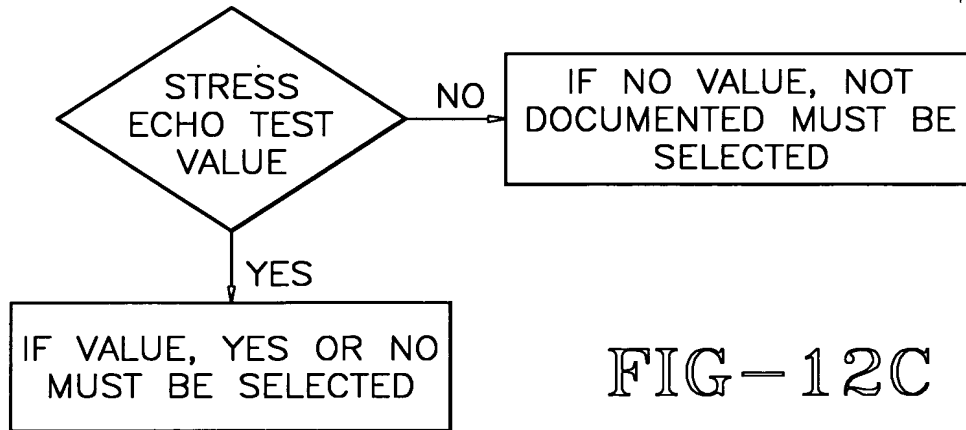 STRESS
ECHO TEST
VALUE
NO
IF NO VALUE, NOT
DOCUMENTED MUST BE
SELECTED
YES
IF VALUE, YES OR NO
MUST BE SELECTED
FIG-12C